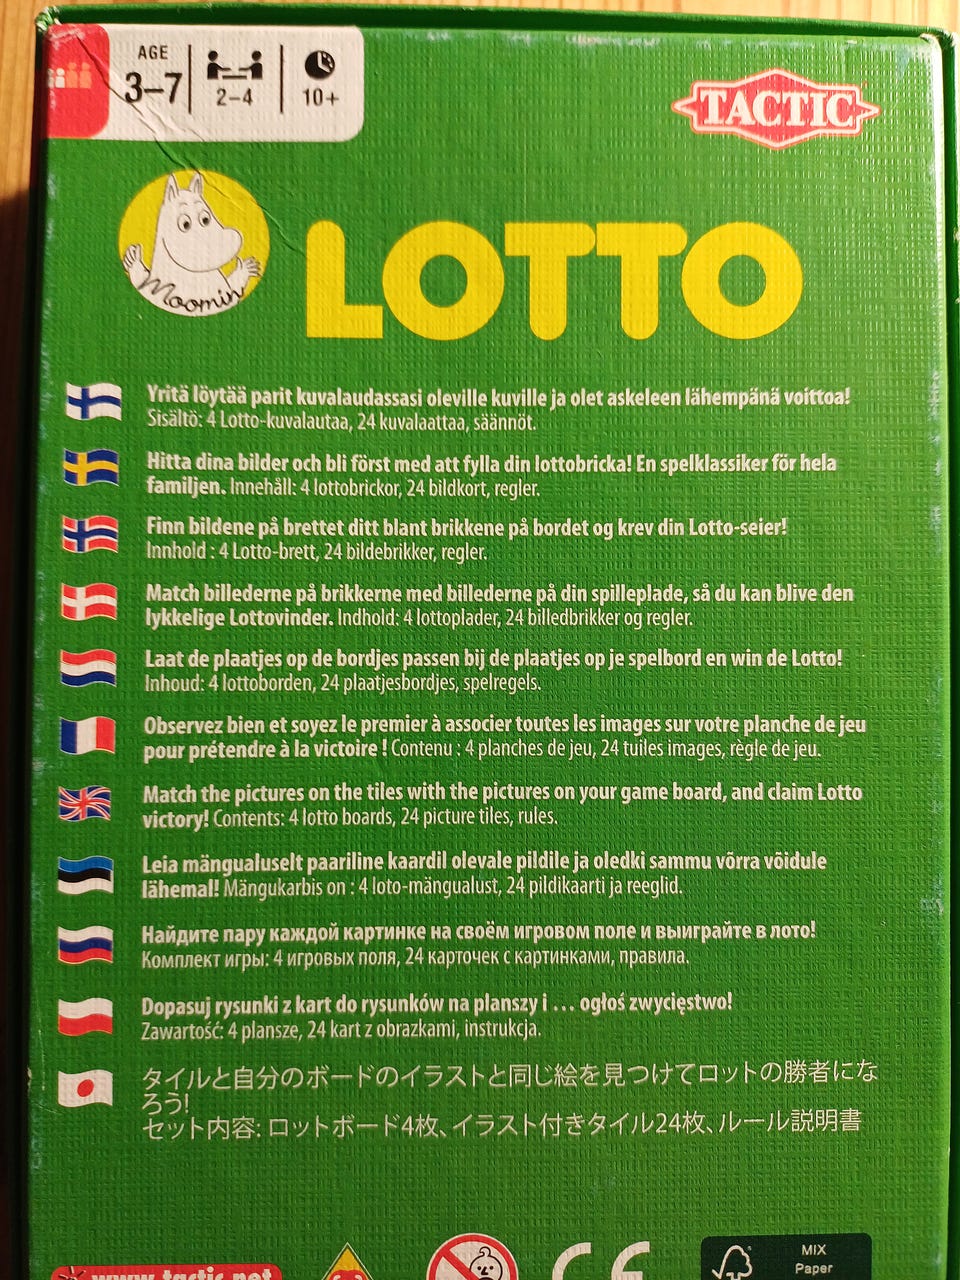 AGE
3–7
2–4
10+
TACTIC
Moomin
LOTTO
Yritä löytää parit kuvalaudassasi oleville kuville ja olet askeleen lähempänä voittoa!
Sisältö: 4 Lotto-kuvalautaa, 24 kuvalaattaa, säännöt.
Hitta dina bilder och bli först med att fylla din lottobricka! En spelklassiker för hela
familjen. Innehåll: 4 lottobrickor, 24 bildkort, regler.
Finn bildene på brettet ditt blant brikkene på bordet og krev din Lotto-seier!
Innhold : 4 Lotto-brett, 24 bildebrikker, regler.
Match billederne på brikkerne med billederne på din spilleplade, så du kan blive den
lykkelige Lottovinder. Indhold: 4 lottoplader, 24 billedbrikker og regler.
Laat de plaatjes op de bordjes passen bij de plaatjes op je spelbord en win de Lotto!
Inhoud: 4 lottoborden, 24 plaatjesbordjes, spelregels.
Observez bien et soyez le premier à associer toutes les images sur votre planche de jeu
pour prétendre à la victoire ! Contenu : 4 planches de jeu, 24 tuiles images, règle de jeu.
Match the pictures on the tiles with the pictures on your game board, and claim Lotto
victory! Contents: 4 lotto boards, 24 picture tiles, rules.
Leia mängualuselt paariline kaardil olevale pildile ja oledki sammu võrra võidule
lähemal! Mängukarbis on : 4 loto-mängualust, 24 pildikaarti ja reeglid.
Найдите пару каждой картинке на своём игровом поле и выиграйте в лото!
Комплект игры: 4 игровых поля, 24 карточек с картинками, правила.
Dopasuj rysunki z kart do rysunków na planszy i … ogłoś zwycięstwo!
Zawartość: 4 plansze, 24 kart z obrazkami, instrukcja.
タイルと自分のボードのイラストと同じ絵を見つけてロットの勝者にな
ろう!
セット内容: ロットボード4枚、イラスト付きタイル24枚、ルール説明書
www.tactic.net
CE
MIX
Paper